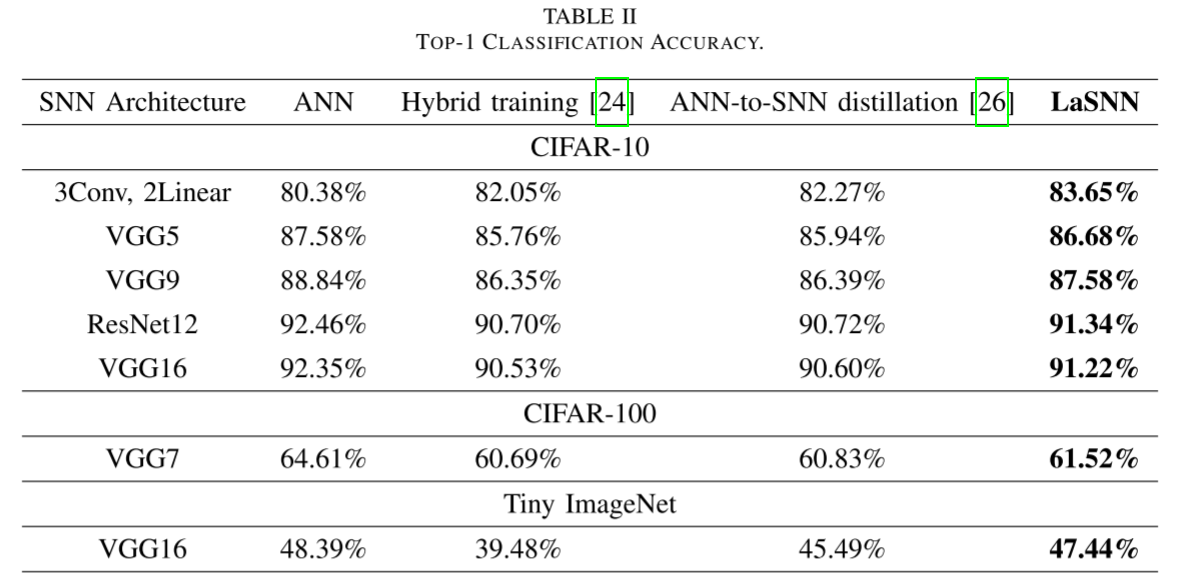 TABLE II
TOP-1 CLASSIFICATION ACCURACY.
SNN Architecture ANN Hybrid training [24] ANN-to-SNN distillation [26] LaSNN
CIFAR-10
3Conv, 2Linear 80.38% 82.05% 82.27% 83.65%
VGG5 87.58% 85.76% 85.94% 86.68%
VGG9 88.84% 86.35% 86.39% 87.58%
ResNet12 92.46% 90.70% 90.72% 91.34%
VGG16 92.35% 90.53% 90.60% 91.22%
CIFAR-100
VGG7 64.61% 60.69% 60.83% 61.52%
Tiny ImageNet
VGG16 48.39% 39.48% 45.49% 47.44%